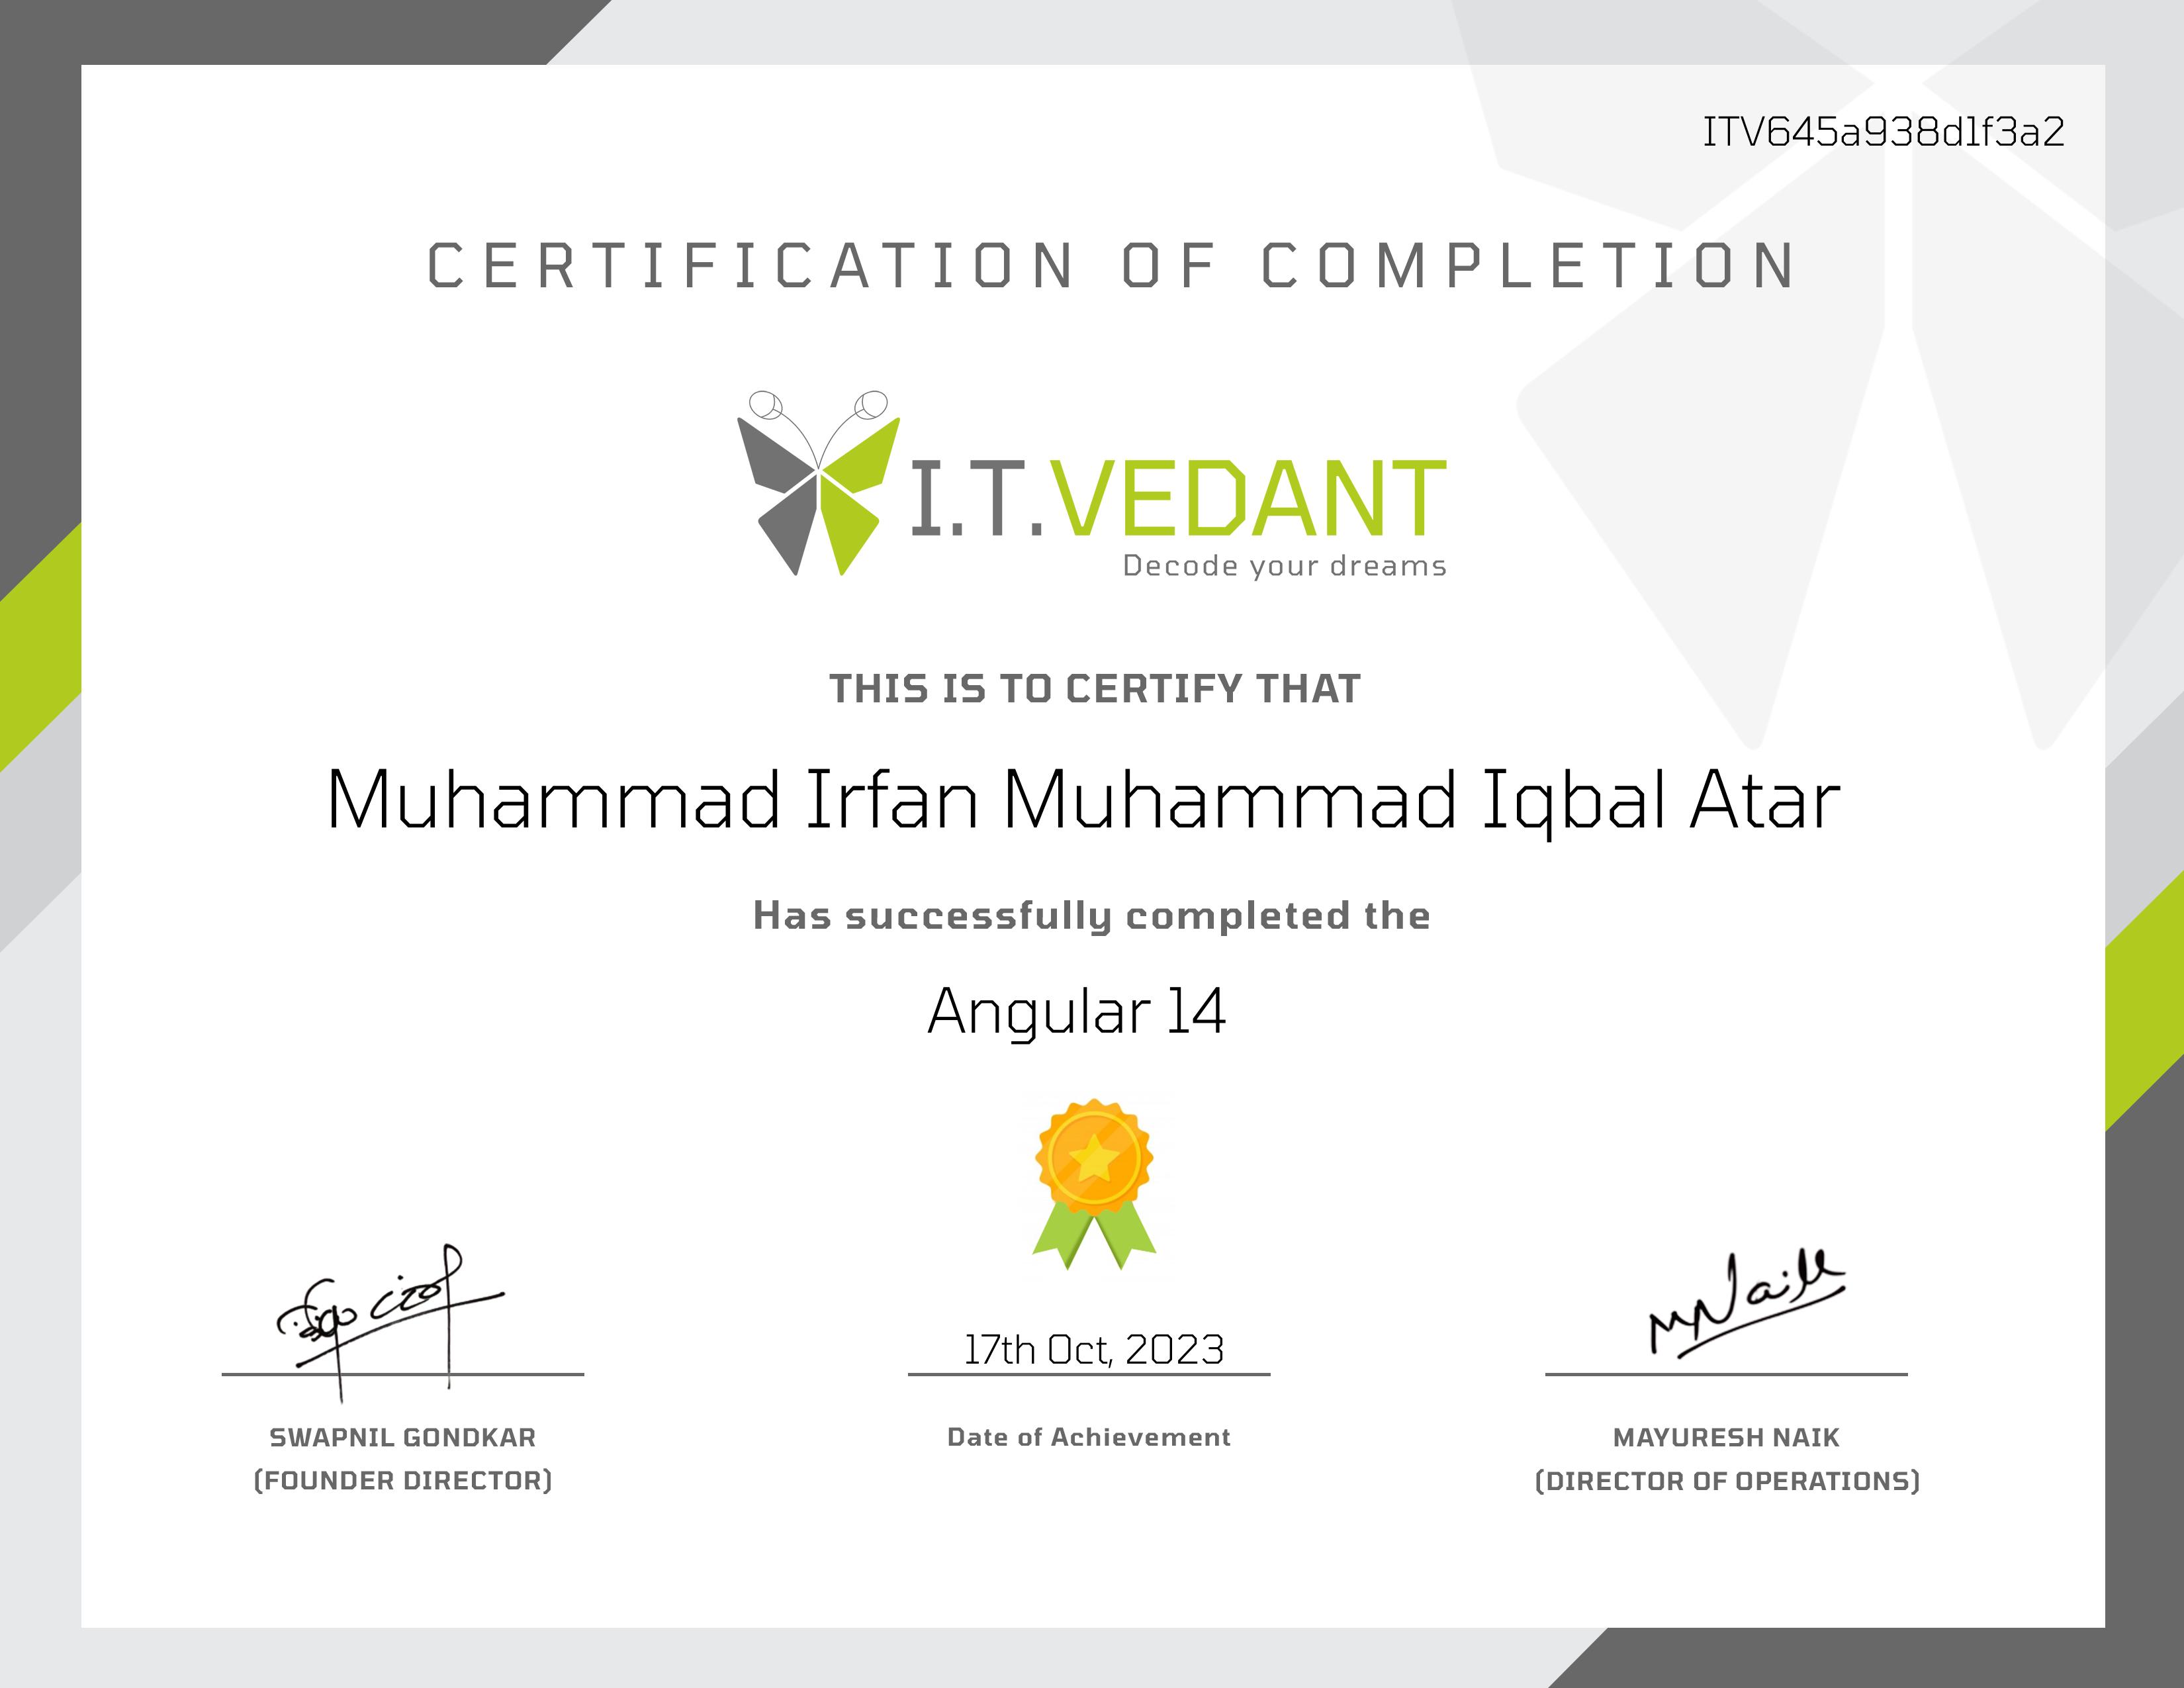 ITV645a938d1f3a2
CERTIFICATION OF COMPLETION
I.T.VEDANT
Decode your dreams
THIS IS TO CERTIFY THAT
Muhammad Irfan Muhammad Iqbal Atar
Has successfully completed the
Angular 14
17th Oct, 2023
SWAPNIL GONDKAR
(FOUNDER DIRECTOR)
Date of Achievement
MAYURESH NAIK
(DIRECTOR OF OPERATIONS)